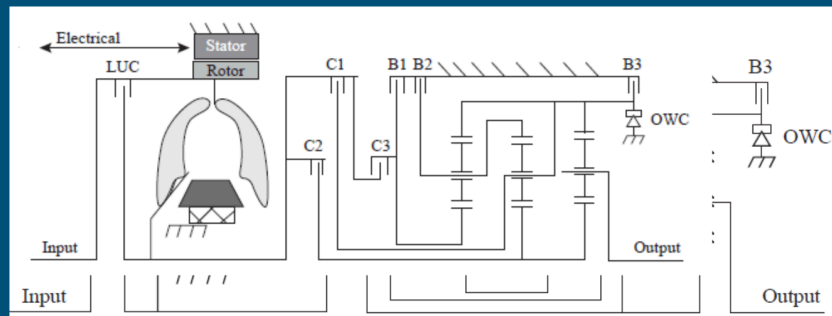 Electrical
Stator
Rotor
LUC
C1
B1
B2
B3
B3
OWC
OWC
C2
C3
Input
Output
Input
Output